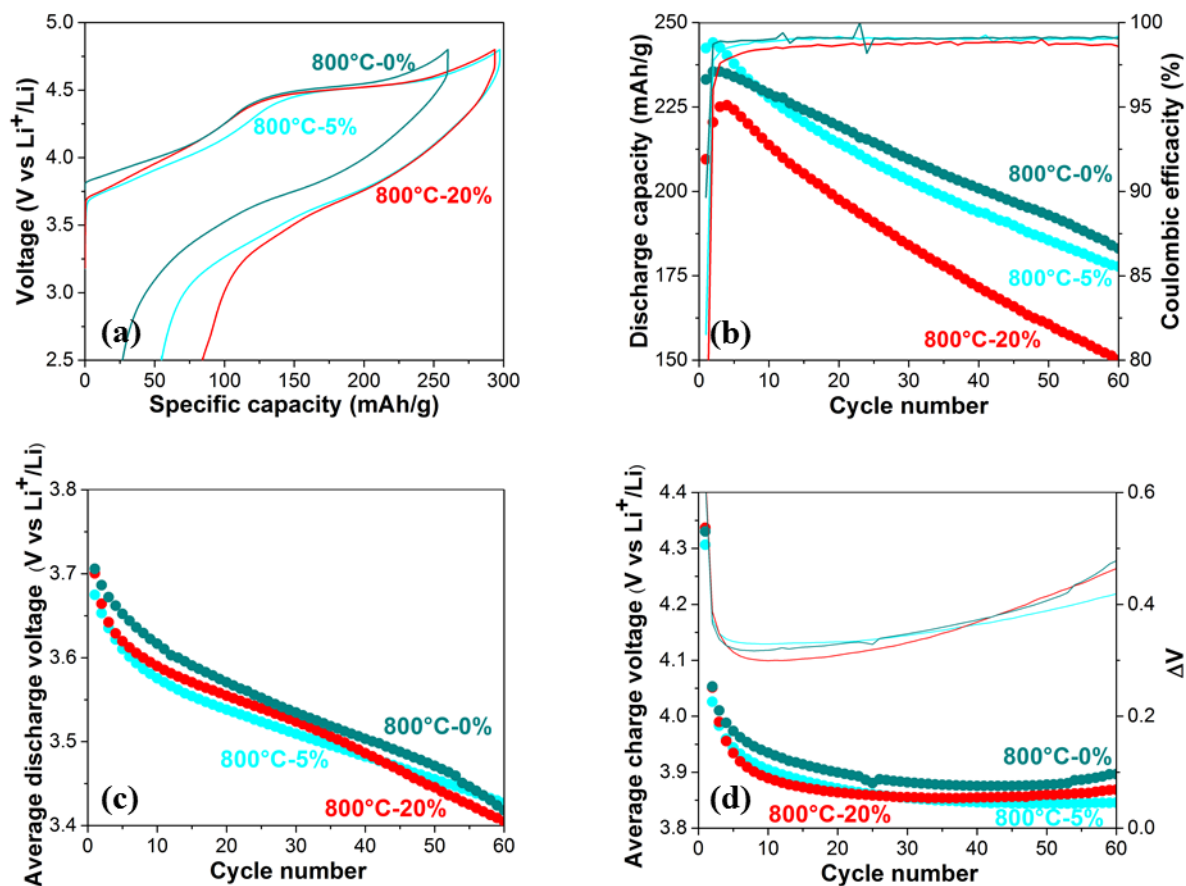 Voltage (V vs Li⁺/Li)
5.0
4.5
4.0
3.5
3.0
2.5
800°C-0%
800°C-5%
800°C-20%
(a)
0 50 100 150 200 250 300
Specific capacity (mAh/g)
Discharge capacity (mAh/g)
250
225
200
175
150
800°C-0%
800°C-5%
800°C-20%
(b)
100
95
90
85
80
Coulombic efficacity (%)
0 10 20 30 40 50 60
Cycle number
Average discharge voltage (V vs Li⁺/Li)
3.8
3.7
3.6
3.5
3.4
800°C-0%
800°C-5%
800°C-20%
(c)
0 10 20 30 40 50 60
Cycle number
Average charge voltage (V vs Li⁺/Li)
4.4
4.3
4.2
4.1
4.0
3.9
3.8
800°C-0%
800°C-20%
800°C-5%
(d)
0.6
0.4
0.2
0.0
ΔV
0 10 20 30 40 50 60
Cycle number